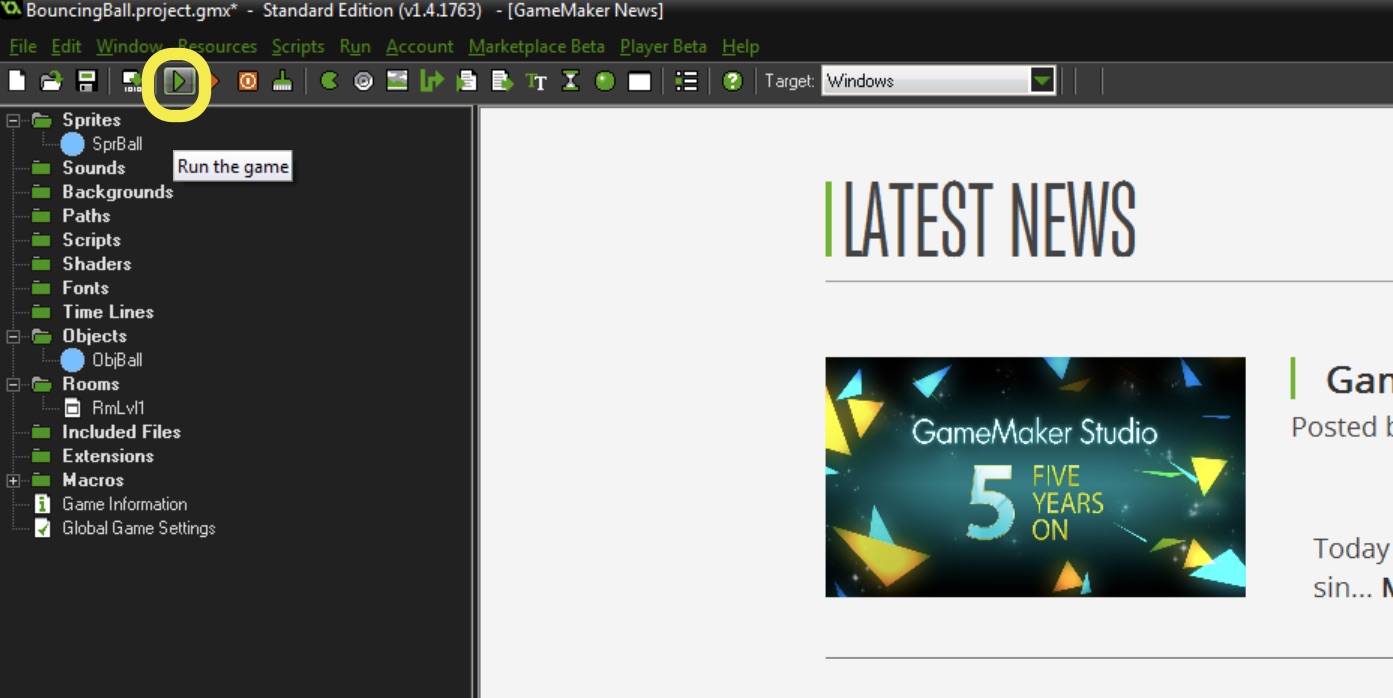 BouncingBall.project.gmx* - Standard Edition (v1.4.1763) - [GameMaker News]
File Edit Window Resources Scripts Run Account Marketplace Beta Player Beta Help
Target: Windows
Sprites
SprBall
Run the game
Sounds
Backgrounds
Paths
Scripts
Shaders
Fonts
Time Lines
Objects
ObjBall
Rooms
RmLvl1
Included Files
Extensions
Macros
Game Information
Global Game Settings
LATEST NEWS
GameMaker Studio
5 FIVE
YEARS
ON
Gam
Posted b
Today
sin...